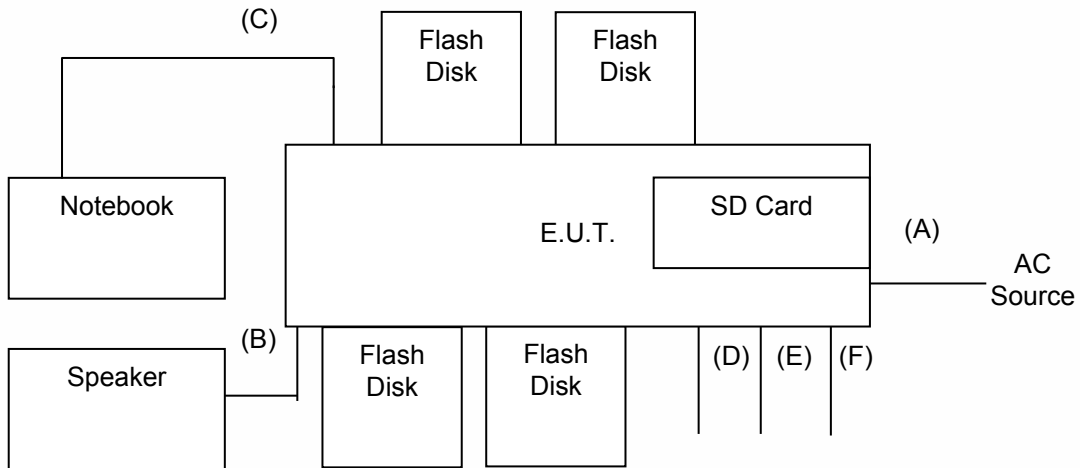 (C)
Flash
Disk
Flash
Disk
Notebook
SD Card
E.U.T.
(A)
AC
Source
(B)
Speaker
Flash
Disk
Flash
Disk
(D)
(E)
(F)